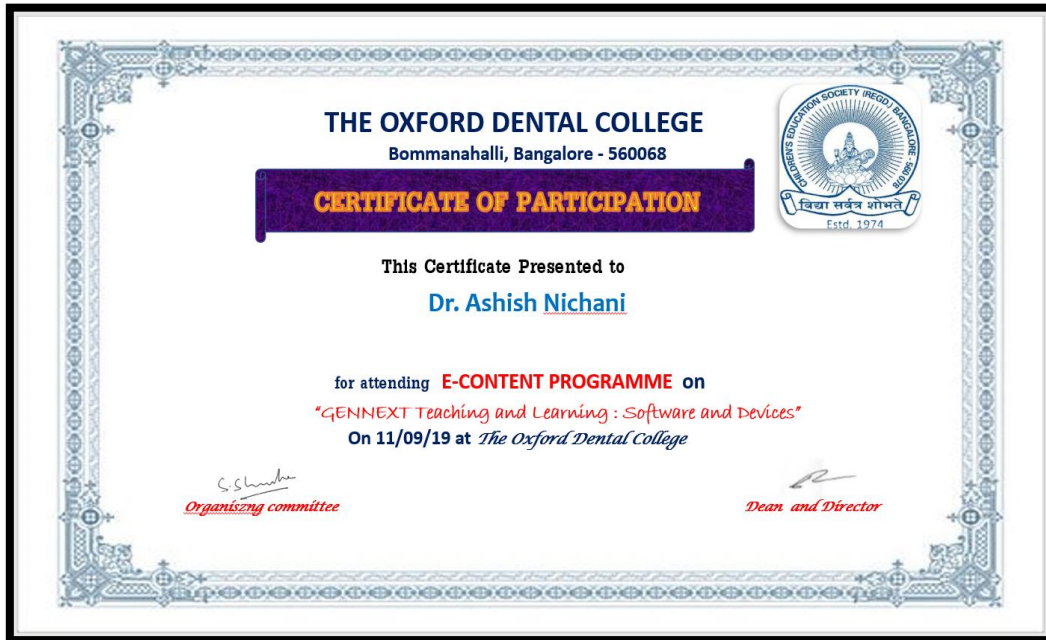 THE OXFORD DENTAL COLLEGE
Bommanahalli, Bangalore - 560068
CHILDREN'S EDUCATION SOCIETY (REGD.) BANGALORE - 560 078
विद्या सर्वत्र शोभते
Estd. 1974
CERTIFICATE OF PARTICIPATION
This Certificate Presented to
Dr. Ashish Nichani
for attending E-CONTENT PROGRAMME on
"GENNEXT Teaching and Learning : Software and Devices"
On 11/09/19 at The Oxford Dental College
Organiszng committee
Dean and Director